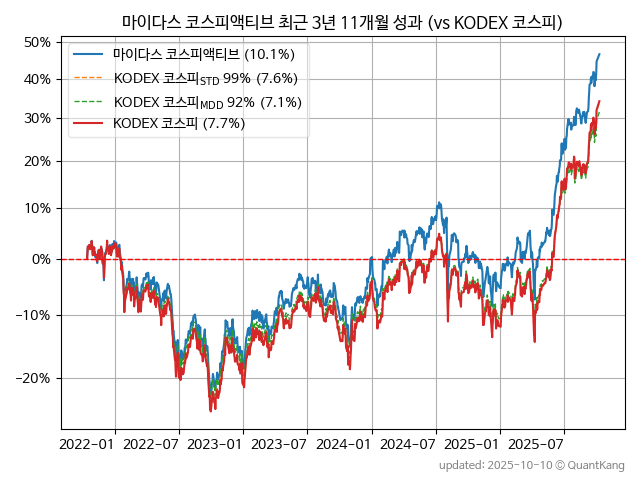 마이다스 코스피액티브 최근 3년 11개월 성과 (vs KODEX 코스피)
50%
40%
30%
20%
10%
0%
−10%
−20%
마이다스 코스피액티브 (10.1%)
KODEX 코스피STD 99% (7.6%)
KODEX 코스피MDD 92% (7.1%)
KODEX 코스피 (7.7%)
2022-01 2022-07 2023-01 2023-07 2024-01 2024-07 2025-01 2025-07
updated: 2025-10-10 © QuantKang